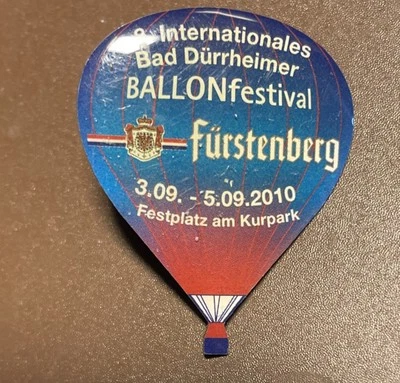 Internationales
Bad Dürrheimer
BALLONfestival
Fürstenberg
3.09. - 5.09.2010
Festplatz am Kurpark